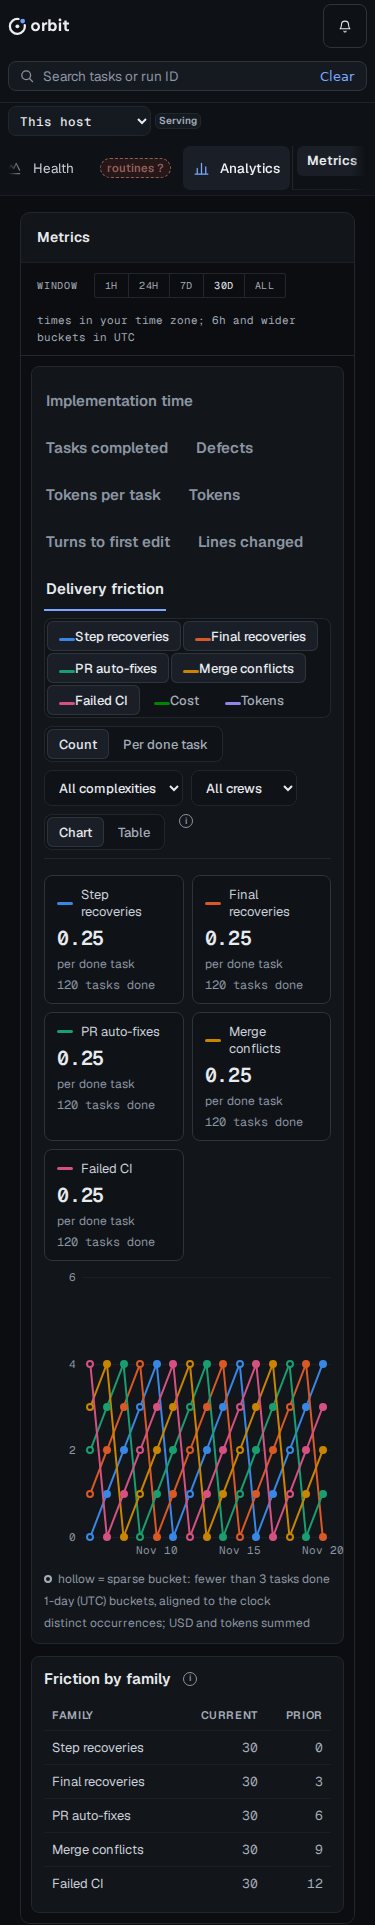 orbit
Search tasks or run ID Clear
This host Serving
Health routines ? Analytics Metrics
Metrics
WINDOW 1H 24H 7D 30D ALL
times in your time zone; 6h and wider
buckets in UTC
Implementation time
Tasks completed Defects
Tokens per task Tokens
Turns to first edit Lines changed
Delivery friction
Step recoveries Final recoveries
PR auto-fixes Merge conflicts
Failed CI Cost Tokens
Count Per done task
All complexities All crews
Chart Table
Step
recoveries
0.25
per done task
120 tasks done
Final
recoveries
0.25
per done task
120 tasks done
PR auto-fixes
0.25
per done task
120 tasks done
Merge
conflicts
0.25
per done task
120 tasks done
Failed CI
0.25
per done task
120 tasks done
6
4
2
0
Nov 10 Nov 15 Nov 20
hollow = sparse bucket: fewer than 3 tasks done
1-day (UTC) buckets, aligned to the clock
distinct occurrences; USD and tokens summed
Friction by family
FAMILY CURRENT PRIOR
Step recoveries 30 0
Final recoveries 30 3
PR auto-fixes 30 6
Merge conflicts 30 9
Failed CI 30 12